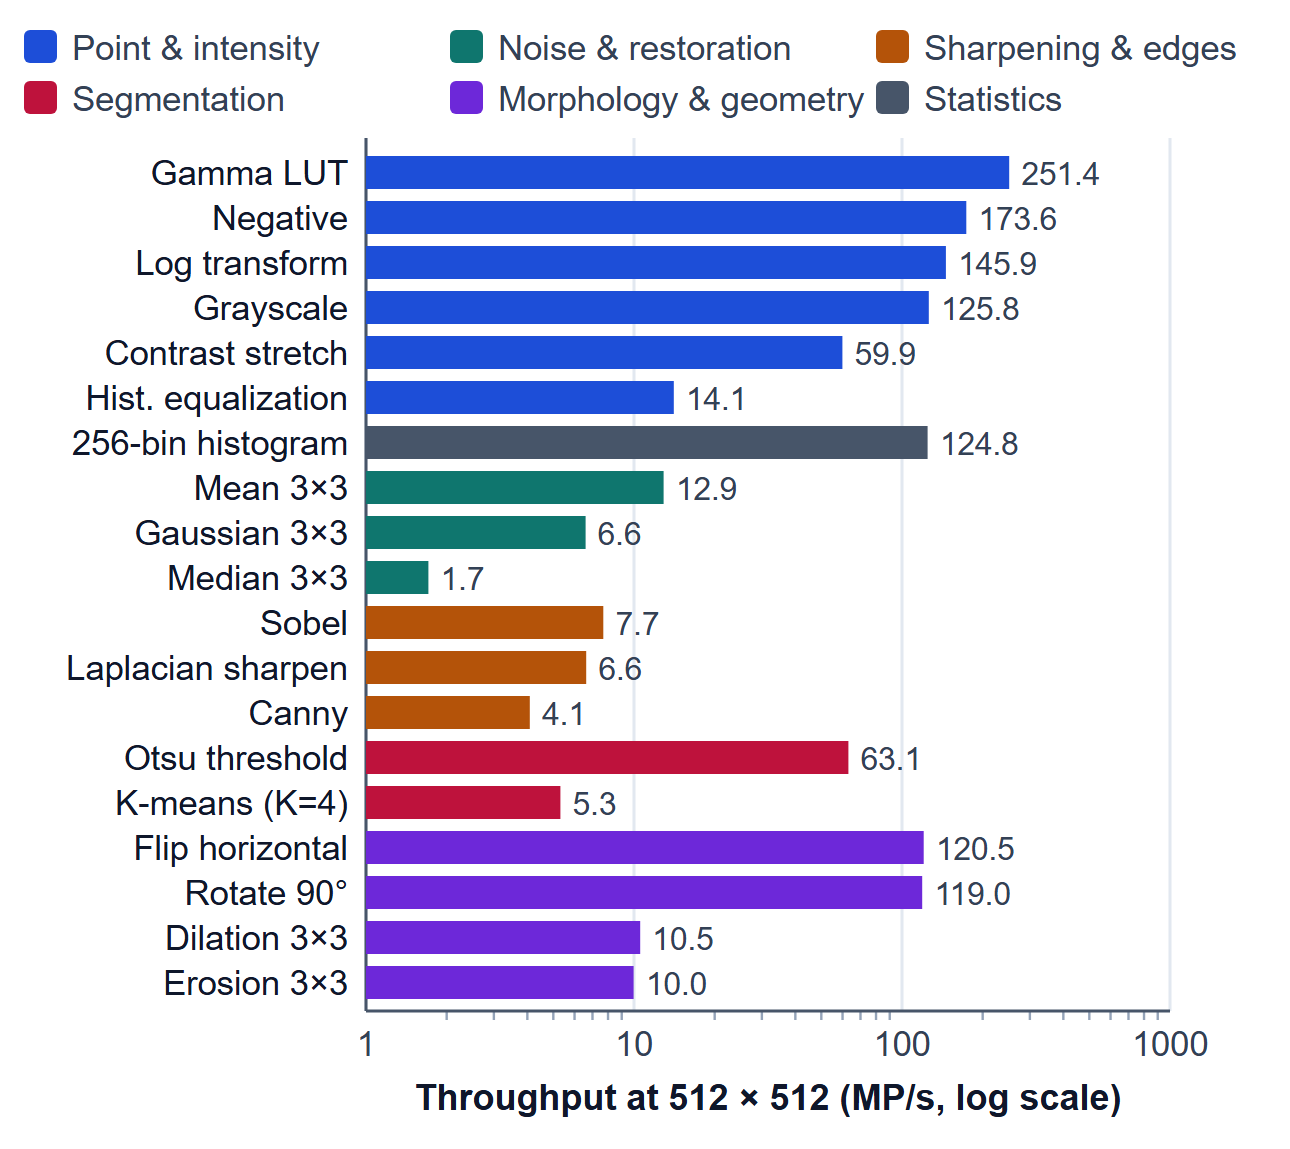 Point & intensity
Noise & restoration
Sharpening & edges
Segmentation
Morphology & geometry
Statistics
Gamma LUT 251.4
Negative 173.6
Log transform 145.9
Grayscale 125.8
Contrast stretch 59.9
Hist. equalization 14.1
256-bin histogram 124.8
Mean 3×3 12.9
Gaussian 3×3 6.6
Median 3×3 1.7
Sobel 7.7
Laplacian sharpen 6.6
Canny 4.1
Otsu threshold 63.1
K-means (K=4) 5.3
Flip horizontal 120.5
Rotate 90° 119.0
Dilation 3×3 10.5
Erosion 3×3 10.0
1 10 100 1000
Throughput at 512 × 512 (MP/s, log scale)